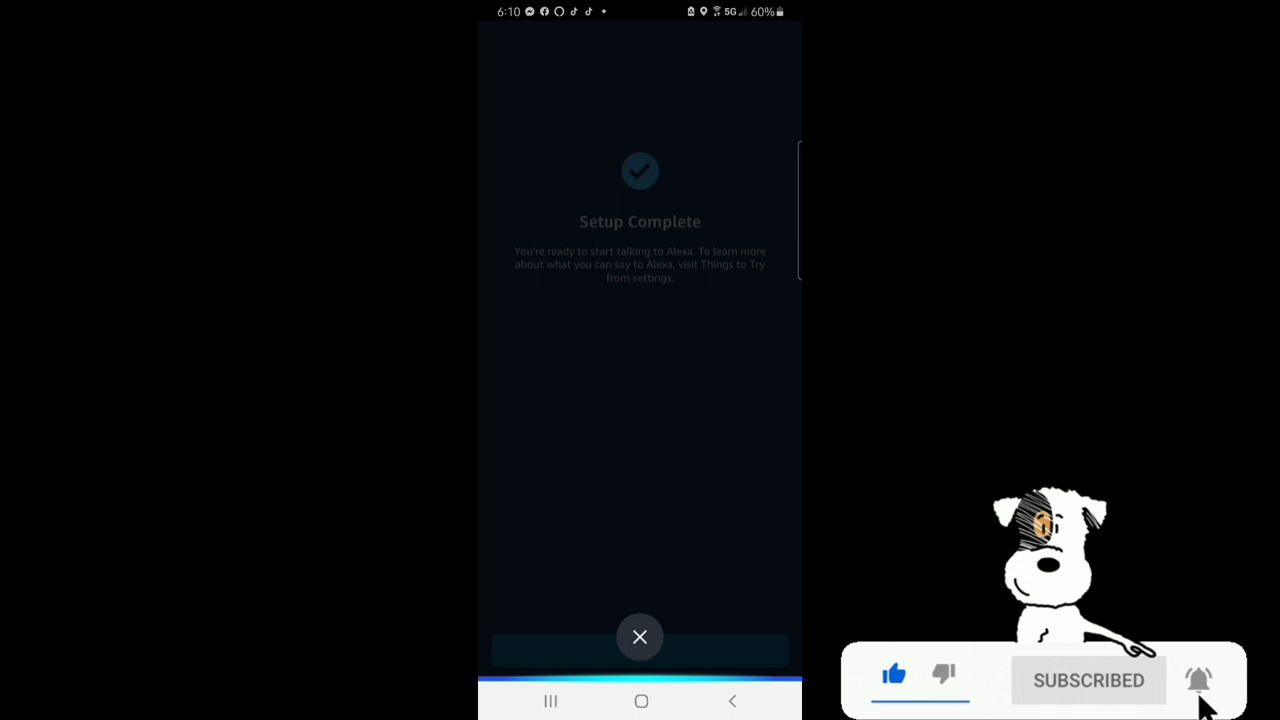 6:10 5G 60%
Setup Complete
You're ready to start talking to Alexa. To learn more
about what you can say to Alexa, visit Things to Try
from settings.
SUBSCRIBED